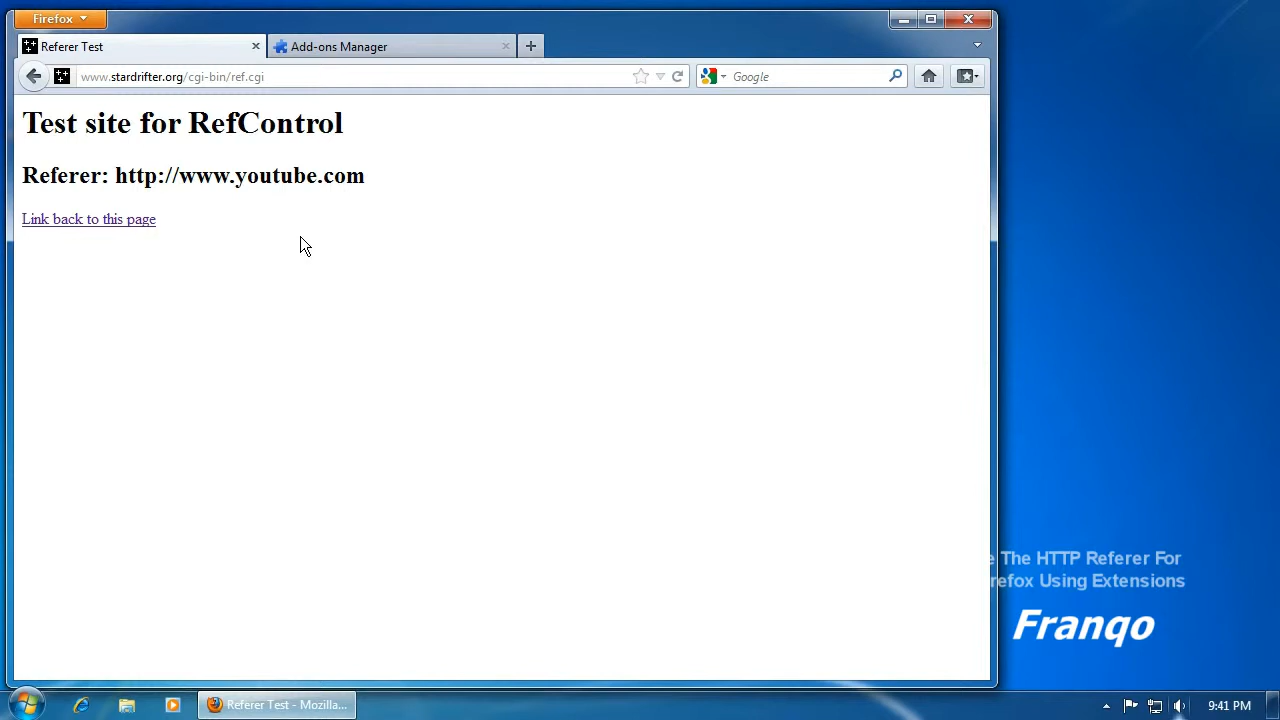 Firefox
Referer Test
Add-ons Manager
www.stardrifter.org/cgi-bin/ref.cgi
Google
Test site for RefControl
Referer: http://www.youtube.com
Link back to this page
e The HTTP Referer For
refox Using Extensions
Franqo
Referer Test - Mozilla...
9:41 PM